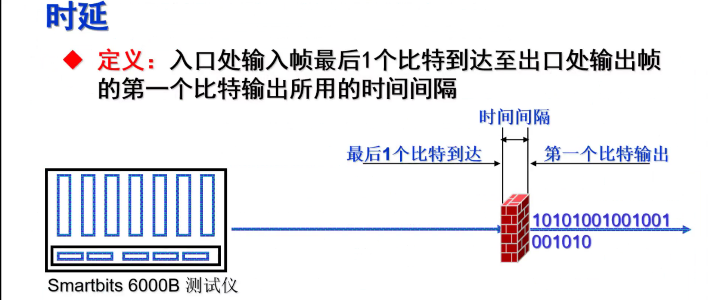 时延
定义：入口处输入帧最后1个比特到达至出口处输出帧
的第一个比特输出所用的时间间隔
时间间隔
最后1个比特到达
第一个比特输出
10101001001001
001010
Smartbits 6000B 测试仪